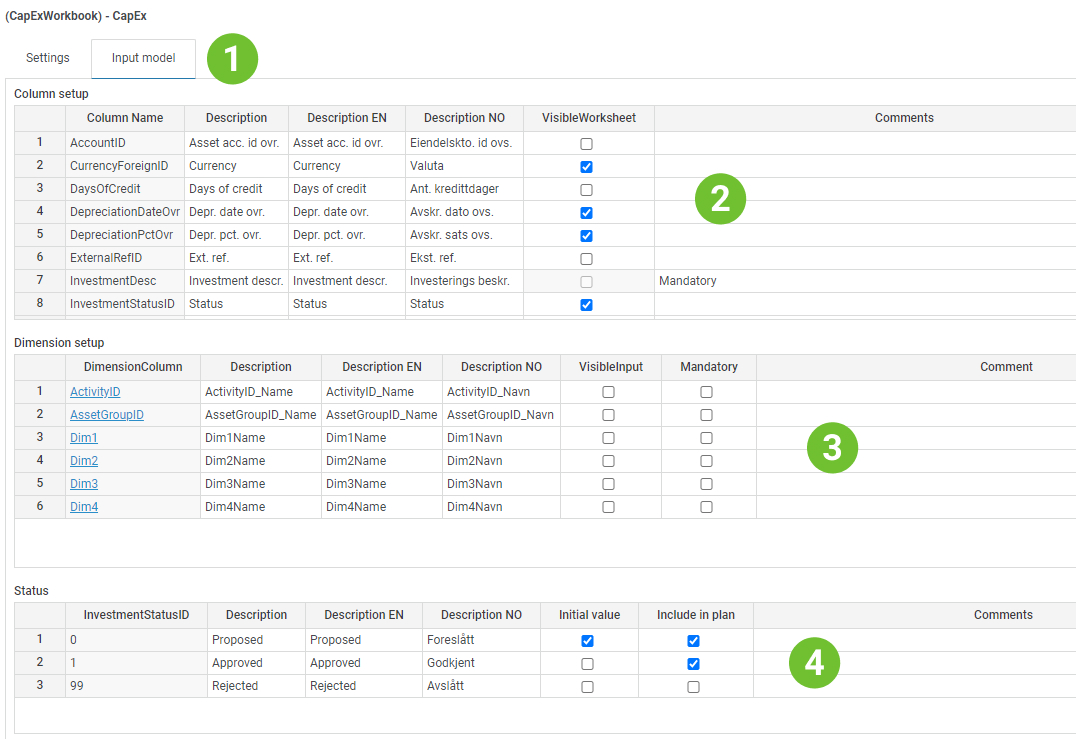 (CapExWorkbook) - CapEx
Settings Input model 1
Column setup
Column Name Description Description EN Description NO VisibleWorksheet Comments
1 AccountID Asset acc. id ovr. Asset acc. id ovr. Eiendelskto. id ovs.
2 CurrencyForeignID Currency Currency Valuta
3 DaysOfCredit Days of credit Days of credit Ant. kredittdager
2
4 DepreciationDateOvr Depr. date ovr. Depr. date ovr. Avskr. dato ovs.
5 DepreciationPctOvr Depr. pct. ovr. Depr. pct. ovr. Avskr. sats ovs.
6 ExternalRefID Ext. ref. Ext. ref. Ekst. ref.
7 InvestmentDesc Investment descr. Investment descr. Investerings beskr. Mandatory
8 InvestmentStatusID Status Status Status
Dimension setup
DimensionColumn Description Description EN Description NO VisibleInput Mandatory Comment
1 ActivityID ActivityID_Name ActivityID_Name ActivityID_Navn
2 AssetGroupID AssetGroupID_Name AssetGroupID_Name AssetGroupID_Navn
3 Dim1 Dim1Name Dim1Name Dim1Navn
3
4 Dim2 Dim2Name Dim2Name Dim2Navn
5 Dim3 Dim3Name Dim3Name Dim3Navn
6 Dim4 Dim4Name Dim4Name Dim4Navn
Status
InvestmentStatusID Description Description EN Description NO Initial value Include in plan Comments
1 0 Proposed Proposed Foreslått
2 1 Approved Approved Godkjent
4
3 99 Rejected Rejected Avslått